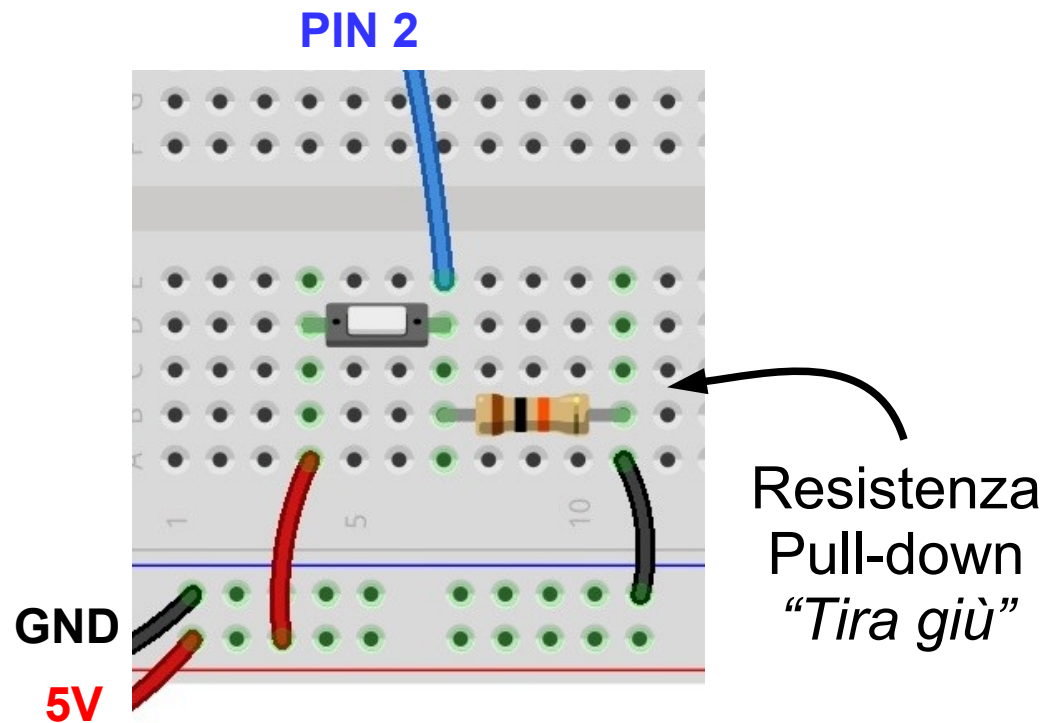 PIN 2
G
F
E
D
C
B
A
1
5
10
Resistenza
Pull-down
“Tira giù”
GND
5V